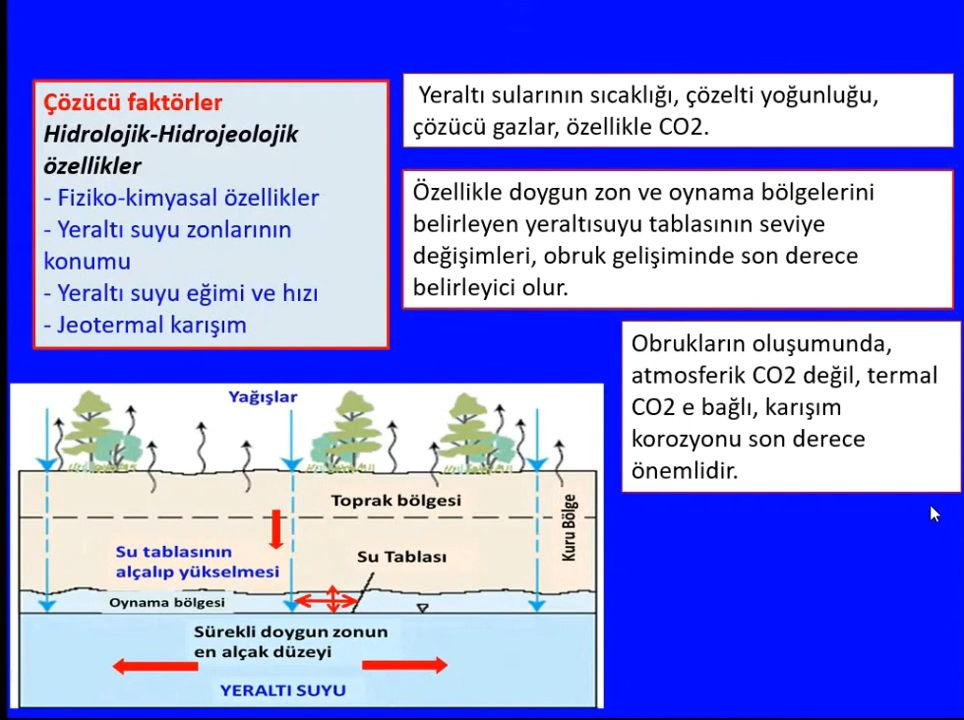 Çözücü faktörler
Hidrolojik-Hidrojeolojik
özellikler
- Fiziko-kimyasal özellikler
- Yeraltı suyu zonlarının
konumu
- Yeraltı suyu eğimi ve hızı
- Jeotermal karışım
Yeraltı sularının sıcaklığı, çözelti yoğunluğu,
çözücü gazlar, özellikle CO2.
Özellikle doygun zon ve oynama bölgelerini
belirleyen yeraltısuyu tablasının seviye
değişimleri, obruk gelişiminde son derece
belirleyici olur.
Obrukların oluşumunda,
atmosferik CO2 değil, termal
CO2 e bağlı, karışım
korozyonu son derece
önemlidir.
Yağışlar
Toprak bölgesi
Kuru Bölge
Su tablasının
alçalıp yükselmesi
Su Tablası
Oynama bölgesi
Sürekli doygun zonun
en alçak düzeyi
YERALTI SUYU